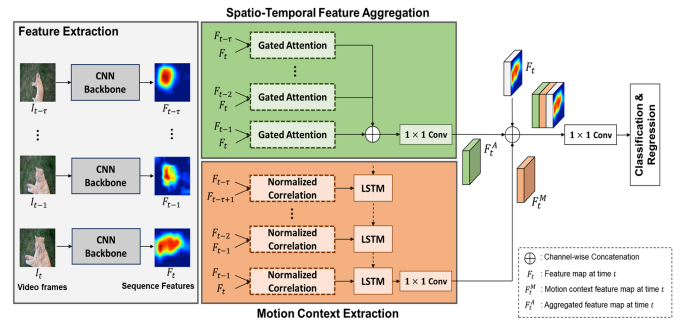 Spatio-Temporal Feature Aggregation
Feature Extraction
I_{t-τ}
CNN
Backbone
F_{t-τ}
⋮
⋮
I_{t-1}
CNN
Backbone
F_{t-1}
I_t
CNN
Backbone
F_t
Video frames
Sequence Features
F_{t-τ}
F_t
Gated Attention
⋮
F_{t-2}
F_t
Gated Attention
F_{t-1}
F_t
Gated Attention
1 × 1 Conv
F_{t-τ}
F_{t-τ+1}
Normalized
Correlation
LSTM
⋮
F_{t-2}
F_{t-1}
Normalized
Correlation
LSTM
F_{t-1}
F_t
Normalized
Correlation
LSTM
1 × 1 Conv
Motion Context Extraction
F_t
F_t^A
F_t^M
1 × 1 Conv
Classification &
Regression
⊕ : Channel-wise Concatenation
F_t : Feature map at time t
F_t^M : Motion context feature map at time t
F_t^A : Aggregated feature map at time t